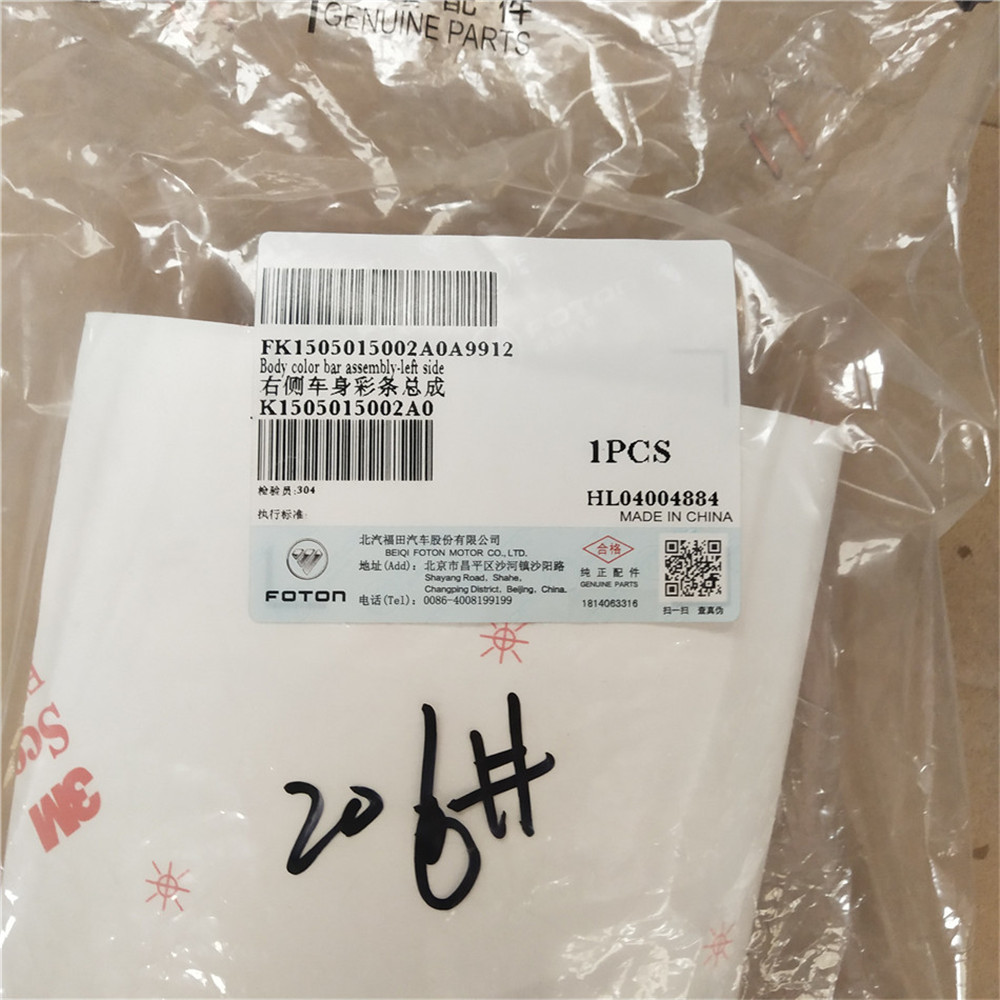 配件
GENUINE PARTS
FK1505015002A0A9912
Body color bar assembly-left side
右侧车身彩条总成
K1505015002A0
1PCS
检验员:304
HL04004884
执行标准:
MADE IN CHINA
北汽福田汽车股份有限公司
BEIQI FOTON MOTOR CO., LTD.
地址(Add): 北京市昌平区沙河镇沙阳路
Shayang Road, Shahe,
Changping District, Beijing, China.
电话(Tel): 0086-4008199199
FOTON
合格
纯正配件
GENUINE PARTS
1814063316
扫一扫 查真伪
3M
206#